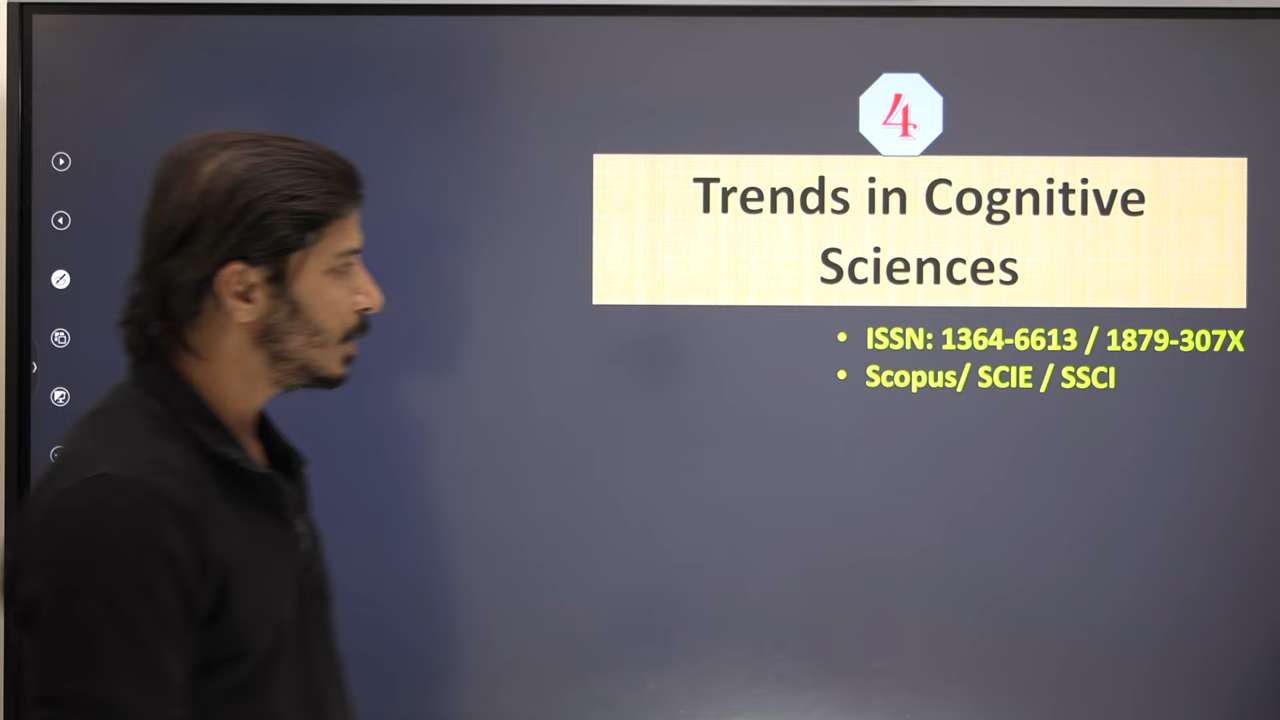 4
Trends in Cognitive
Sciences
• ISSN: 1364-6613 / 1879-307X
• Scopus/ SCIE / SSCI